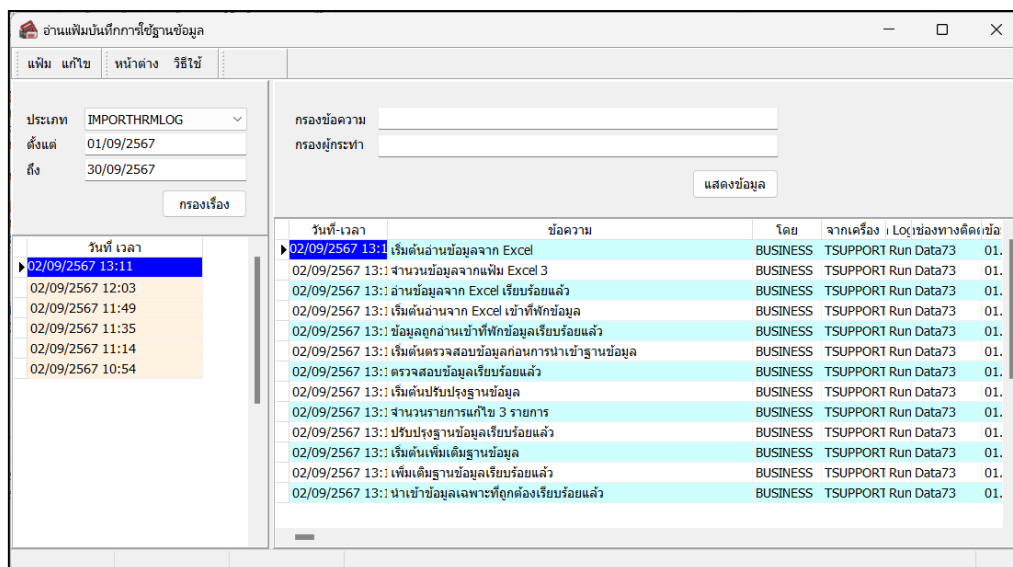 อ่านแฟ้มบันทึกการใช้ฐานข้อมูล
แฟ้ม แก้ไข หน้าต่าง วิธีใช้
ประเภท IMPORTHRMLOG
ตั้งแต่ 01/09/2567
ถึง 30/09/2567
กรองเรื่อง
วันที่ เวลา
02/09/2567 13:11
02/09/2567 12:03
02/09/2567 11:49
02/09/2567 11:35
02/09/2567 11:14
02/09/2567 10:54
กรองข้อความ
กรองผู้กระทำ
แสดงข้อมูล
วันที่-เวลา ข้อความ โดย จากเครื่อง Log ช่องทางติด
02/09/2567 13:1 เริ่มต้นอ่านข้อมูลจาก Excel BUSINESS TSUPPORT Run Data73 01.
02/09/2567 13:1 จำนวนข้อมูลจากแฟ้ม Excel 3 BUSINESS TSUPPORT Run Data73 01.
02/09/2567 13:1 อ่านข้อมูลจาก Excel เรียบร้อยแล้ว BUSINESS TSUPPORT Run Data73 01.
02/09/2567 13:1 เริ่มต้นอ่านจาก Excel เข้าที่พักข้อมูล BUSINESS TSUPPORT Run Data73 01.
02/09/2567 13:1 ข้อมูลถูกอ่านเข้าที่พักข้อมูลเรียบร้อยแล้ว BUSINESS TSUPPORT Run Data73 01.
02/09/2567 13:1 เริ่มต้นตรวจสอบข้อมูลก่อนการนำเข้าฐานข้อมูล BUSINESS TSUPPORT Run Data73 01.
02/09/2567 13:1 ตรวจสอบข้อมูลเรียบร้อยแล้ว BUSINESS TSUPPORT Run Data73 01.
02/09/2567 13:1 เริ่มต้นปรับปรุงฐานข้อมูล BUSINESS TSUPPORT Run Data73 01.
02/09/2567 13:1 จำนวนรายการแก้ไข 3 รายการ BUSINESS TSUPPORT Run Data73 01.
02/09/2567 13:1 ปรับปรุงฐานข้อมูลเรียบร้อยแล้ว BUSINESS TSUPPORT Run Data73 01.
02/09/2567 13:1 เริ่มต้นเพิ่มเติมฐานข้อมูล BUSINESS TSUPPORT Run Data73 01.
02/09/2567 13:1 เพิ่มเติมฐานข้อมูลเรียบร้อยแล้ว BUSINESS TSUPPORT Run Data73 01.
02/09/2567 13:1 นำเข้าข้อมูลเฉพาะที่ถูกต้องเรียบร้อยแล้ว BUSINESS TSUPPORT Run Data73 01.